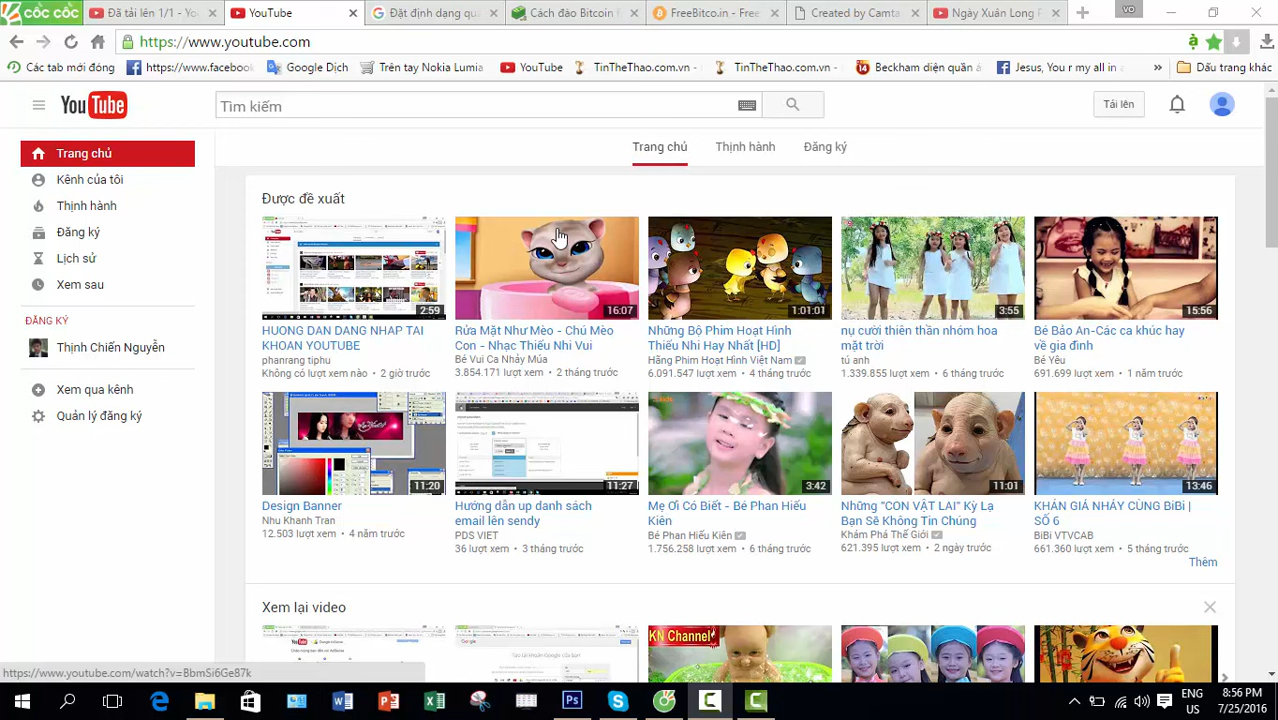 cốc cốc
Đã tải lên 1/1 - Yo
YouTube
Đặt định dạng quả
Cách đảo Bitcoin
FreeBitcoin - Free
Created by Camta
Ngày Xuân Long P
VO
https://www.youtube.com
Các tab mới đóng
https://www.facebook
Google Dịch
Trên tay Nokia Lumia
YouTube
TinTheThao.com.vn -
TinTheThao.com.vn -
Beckham diện quần á
Jesus, You r my all in
»
Dấu trang khác
YouTube
Tìm kiếm
Tải lên
Trang chủ
Kênh của tôi
Thịnh hành
Đăng ký
Lịch sử
Xem sau
ĐĂNG KÝ
Thịnh Chiến Nguyễn
Xem qua kênh
Quản lý đăng ký
Trang chủ
Thịnh hành
Đăng ký
Được đề xuất
2:59
16:07
1:01
3:55
15:56
HUONG DAN DANG NHAP TAI
KHOAN YOUTUBE
phanrang tiphu
Không có lượt xem nào • 2 giờ trước
Rửa Mặt Như Mèo - Chú Mèo
Con - Nhạc Thiếu Nhi Vui
Bé Vui Ca Nhảy Múa
3.854.171 lượt xem • 2 tháng trước
Những Bộ Phim Hoạt Hình
Thiếu Nhi Hay Nhất [HD]
Hãng Phim Hoạt Hình Việt Nam
6.091.547 lượt xem • 4 tháng trước
nụ cười thiên thần nhóm hoa
mặt trời
tú anh
1.339.855 lượt xem • 6 tháng trước
Bé Bảo An-Các ca khúc hay
về gia đình
Bé Yêu
691.699 lượt xem • 1 năm trước
11:20
11:27
3:42
11:01
13:45
Design Banner
Nhu Khanh Tran
12.503 lượt xem • 4 năm trước
Hướng dẫn up danh sách
email lên sendy
PDS VIET
36 lượt xem • 3 tháng trước
Mẹ Ơi Có Biết - Bé Phan Hiếu
Kiên
Bé Phan Hiếu Kiên
1.756.258 lượt xem • 6 tháng trước
Những "CON VẬT LAI" Kỳ Lạ
Bạn Sẽ Không Tin Chúng
Khám Phá Thế Giới
621.395 lượt xem • 2 ngày trước
KHÁN GIẢ NHẢY CÙNG BiBi |
SỐ 6
BiBi VTVCAB
661.360 lượt xem • 5 tháng trước
Thêm
Xem lại video
KN Channel
https://www.youtube.com/watch?v=BbmSi6Ge87k
ENG
US
8:56 PM
7/25/2016